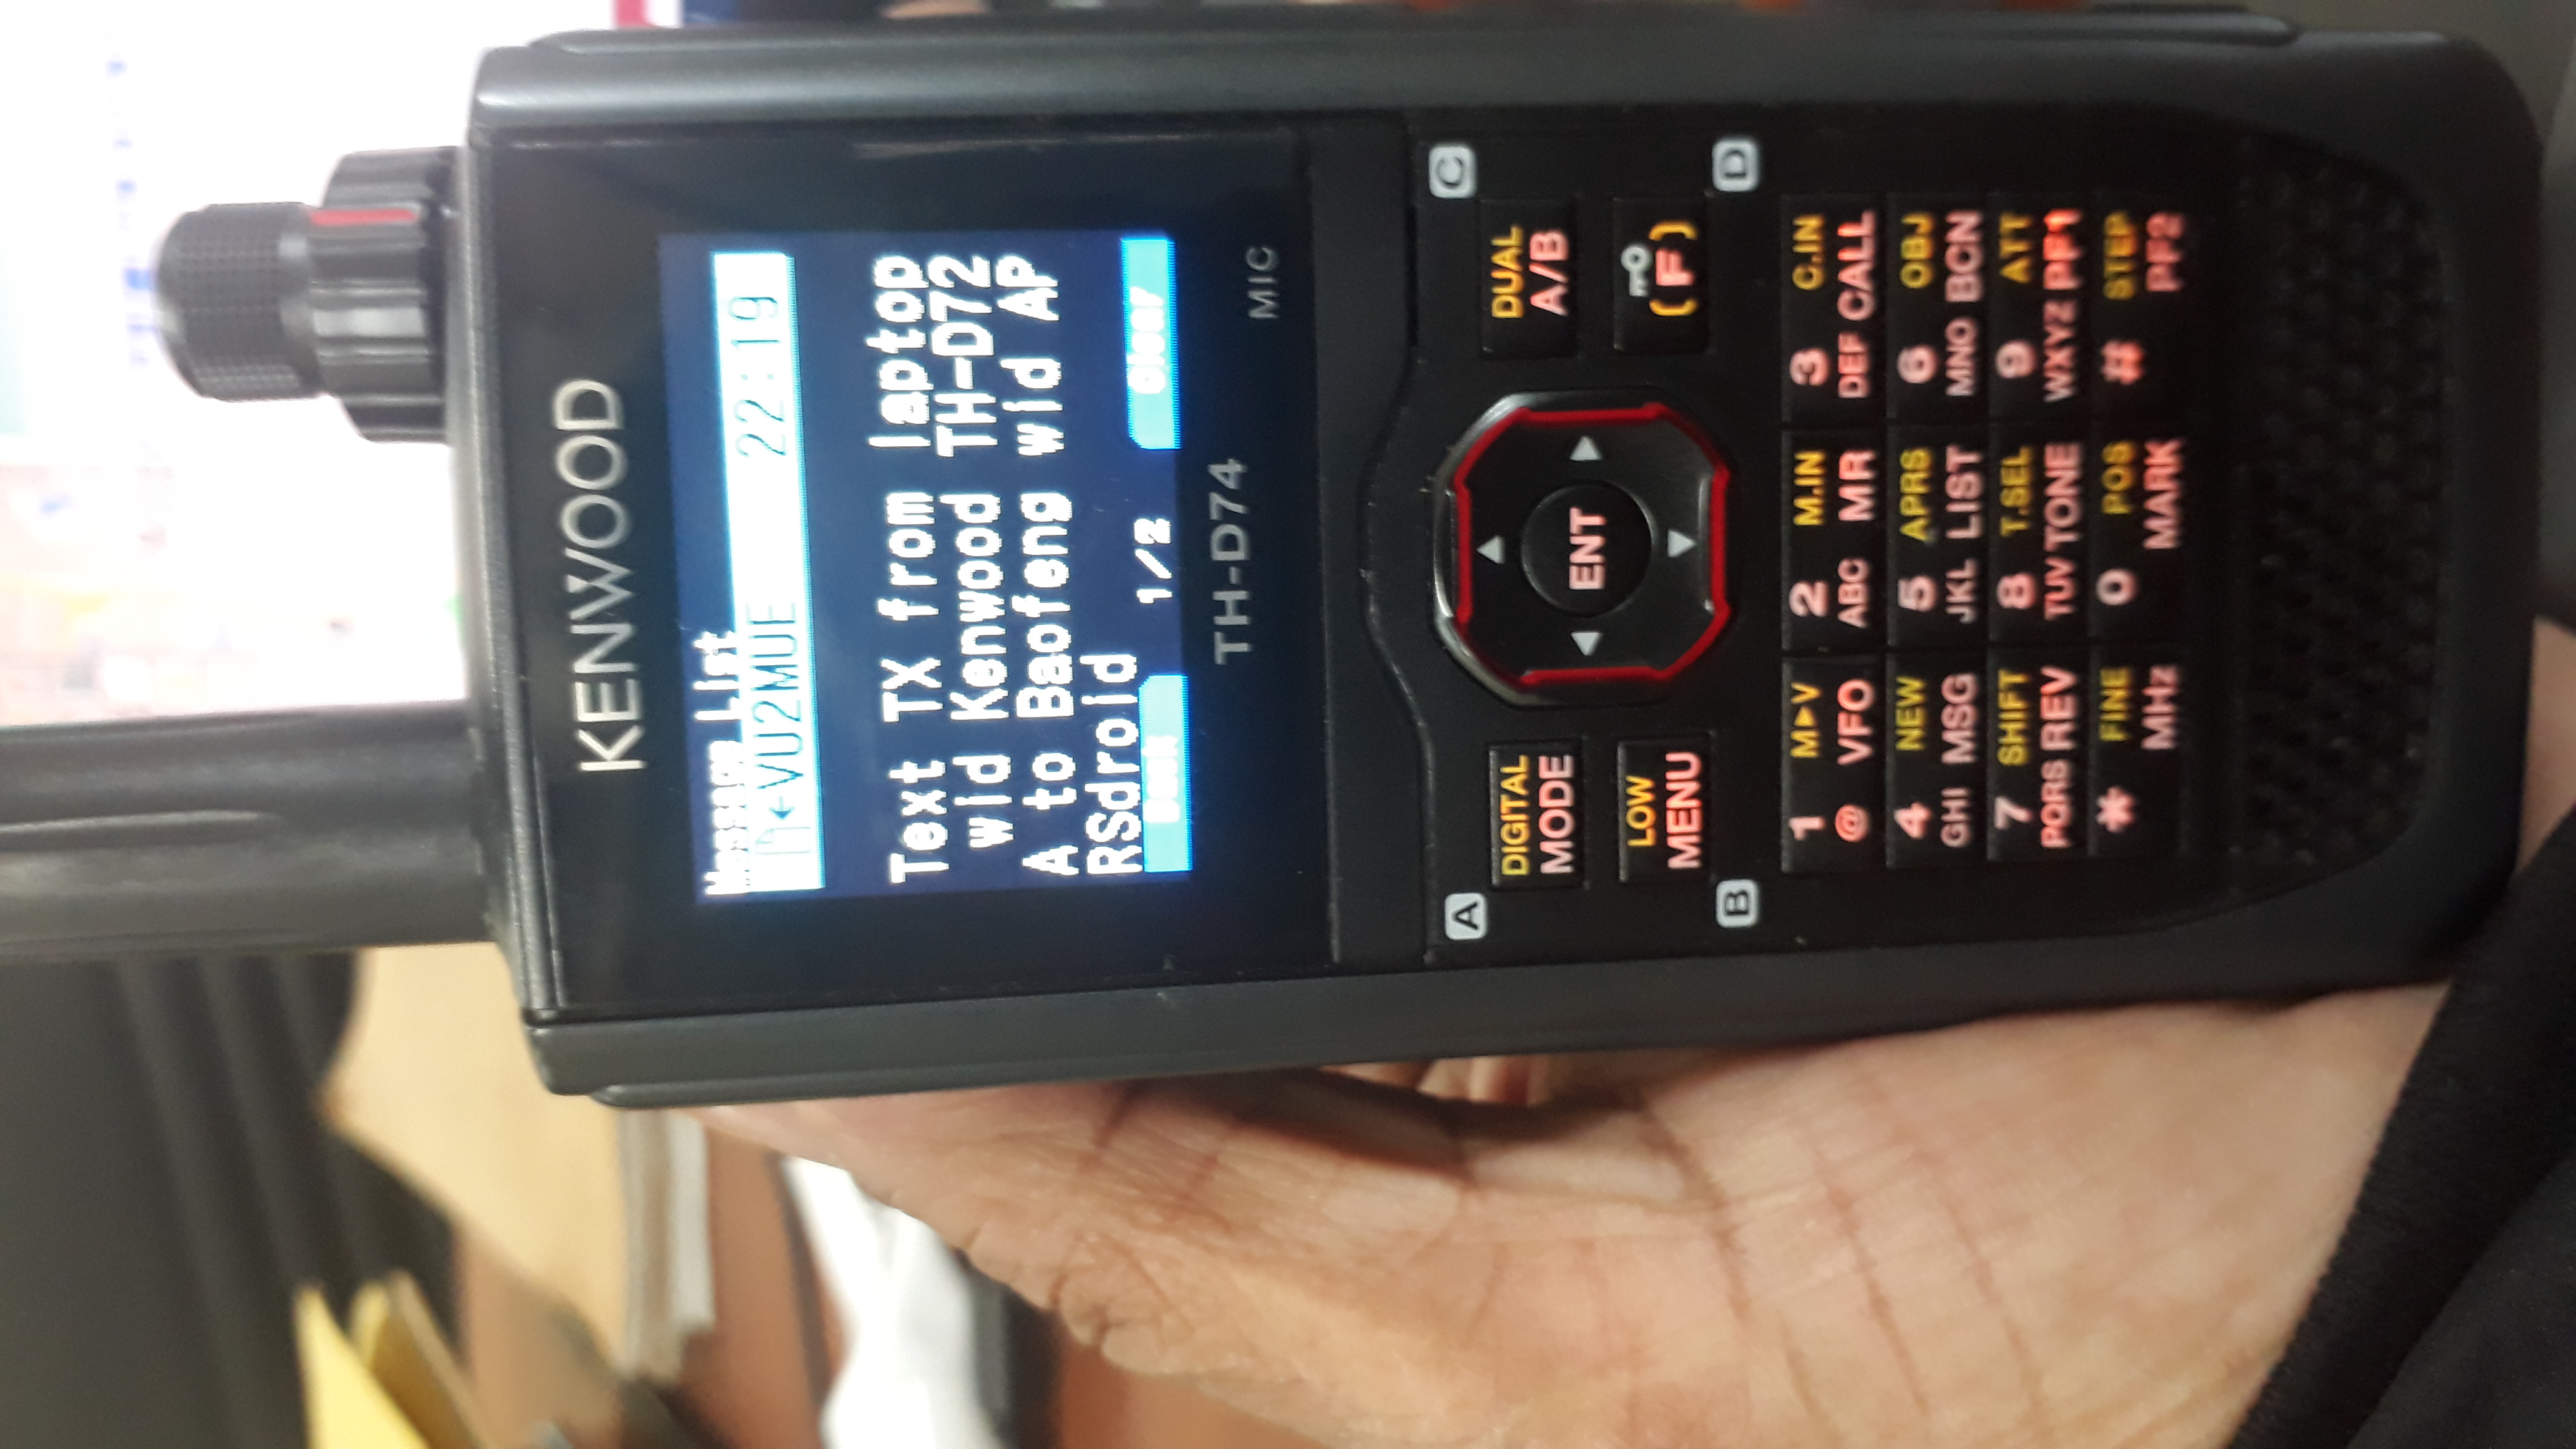 KENWOOD
Message List
←VU2MUE 22:19
Text TX from laptop
wid Kenwood TH-D72
A to Baofeng wid AP
RSdroid
Back 1/2 Clear
TH-D74
MIC
A
DIGITAL
MODE
DUAL
A/B
C
ENT
B
LOW
MENU
(F)
D
1 M▶V
@ VFO
2 M.IN
ABC MR
3 C.IN
DEF CALL
4 NEW
GHI MSG
5 APRS
JKL LIST
6 OBJ
MNO BCN
7 SHIFT
PQRS REV
8 T.SEL
TUV TONE
9 ATT
WXYZ PF1
* FINE
MHz
0 POS
MARK
# STEP
PF2